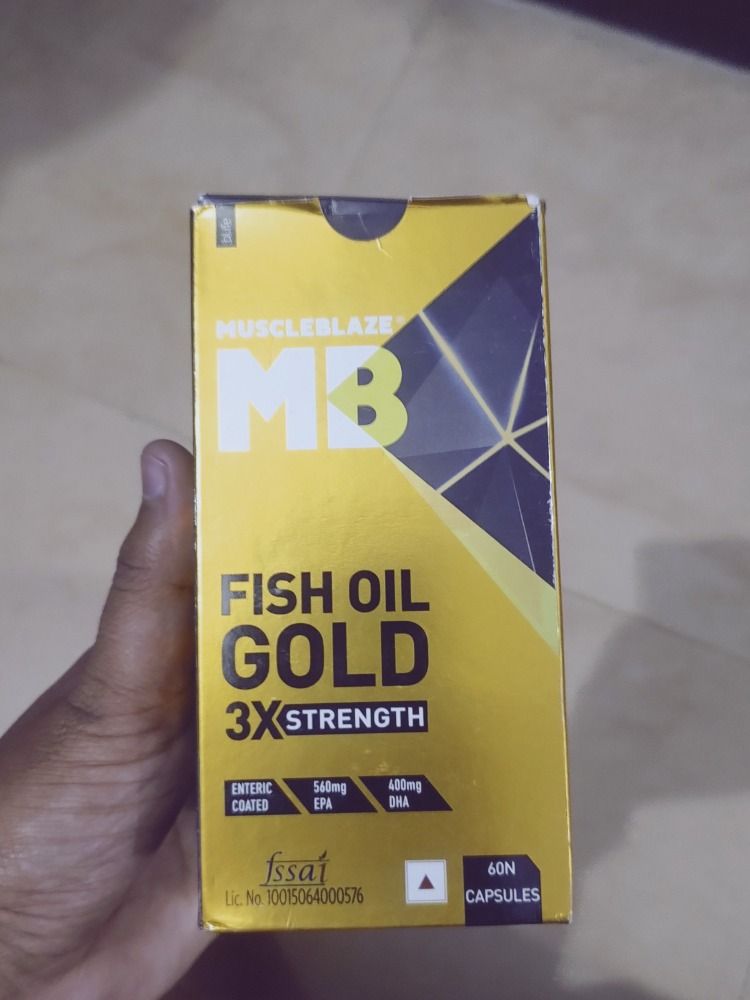 blife
MUSCLEBLAZE®
MB
FISH OIL
GOLD
3X STRENGTH
ENTERIC
COATED
560mg
EPA
400mg
DHA
fssai
Lic. No. 10015064000576
60N
CAPSULES